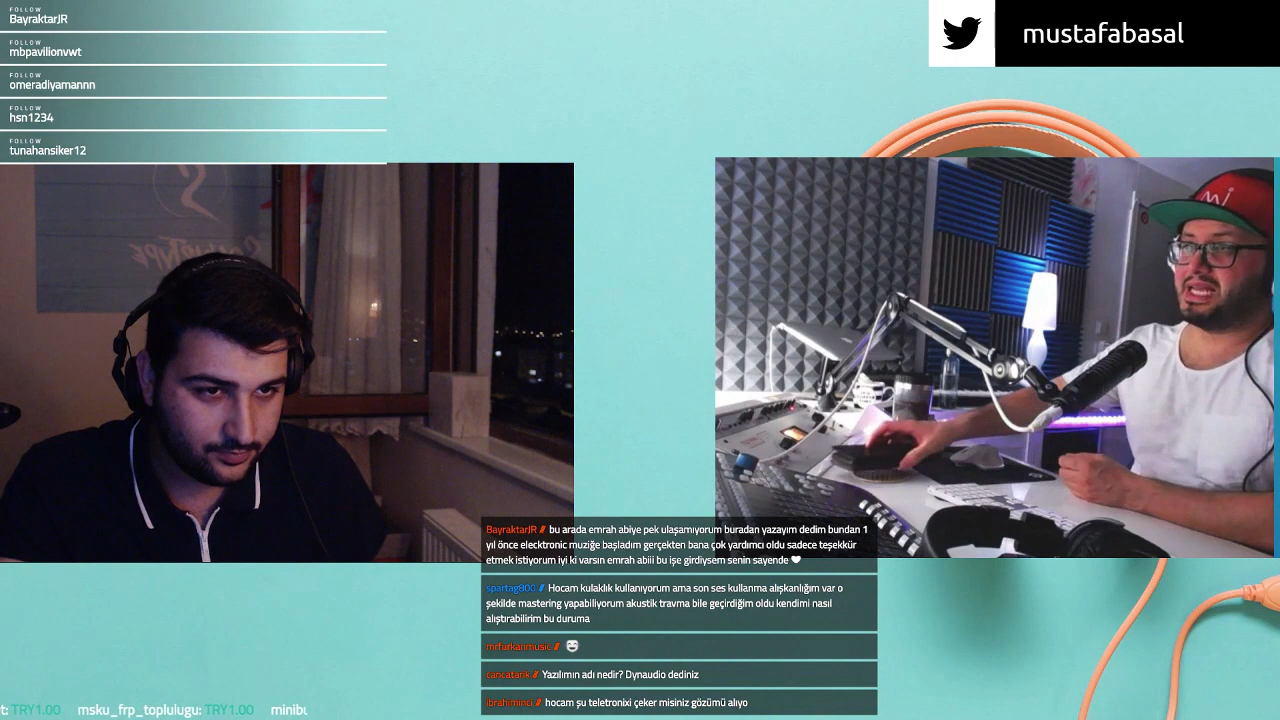 FOLLOW
BayraktarJR
FOLLOW
mbpavilionvwt
FOLLOW
omeradiyamannn
FOLLOW
hsn1234
FOLLOW
tunahansiker12
mustafabasal
BayraktarJR // bu arada emrah abiye pek ulaşamıyorum buradan yazayım dedim bundan 1
yıl önce elecktronic muziğe başladım gerçekten bana çok yardımcı oldu sadece teşekkür
etmek istiyorum iyi ki varsın emrah abiii bu işe girdiysem senin sayende
spartag800 // Hocam kulaklık kullanıyorum ama son ses kullanma alışkanlığım var o
şekilde mastering yapabiliyorum akustik travma bile geçirdiğim oldu kendimi nasıl
alıştırabilirim bu duruma
mrfurkanmusic //
caricatarik // Yazılımın adı nedir? Dynaudio dediniz
ibrahiminci // hocam şu teletronixi çeker misiniz gözümü alıyo
t: TRY1.00 msku_frp_toplulugu: TRY1.00 minibu